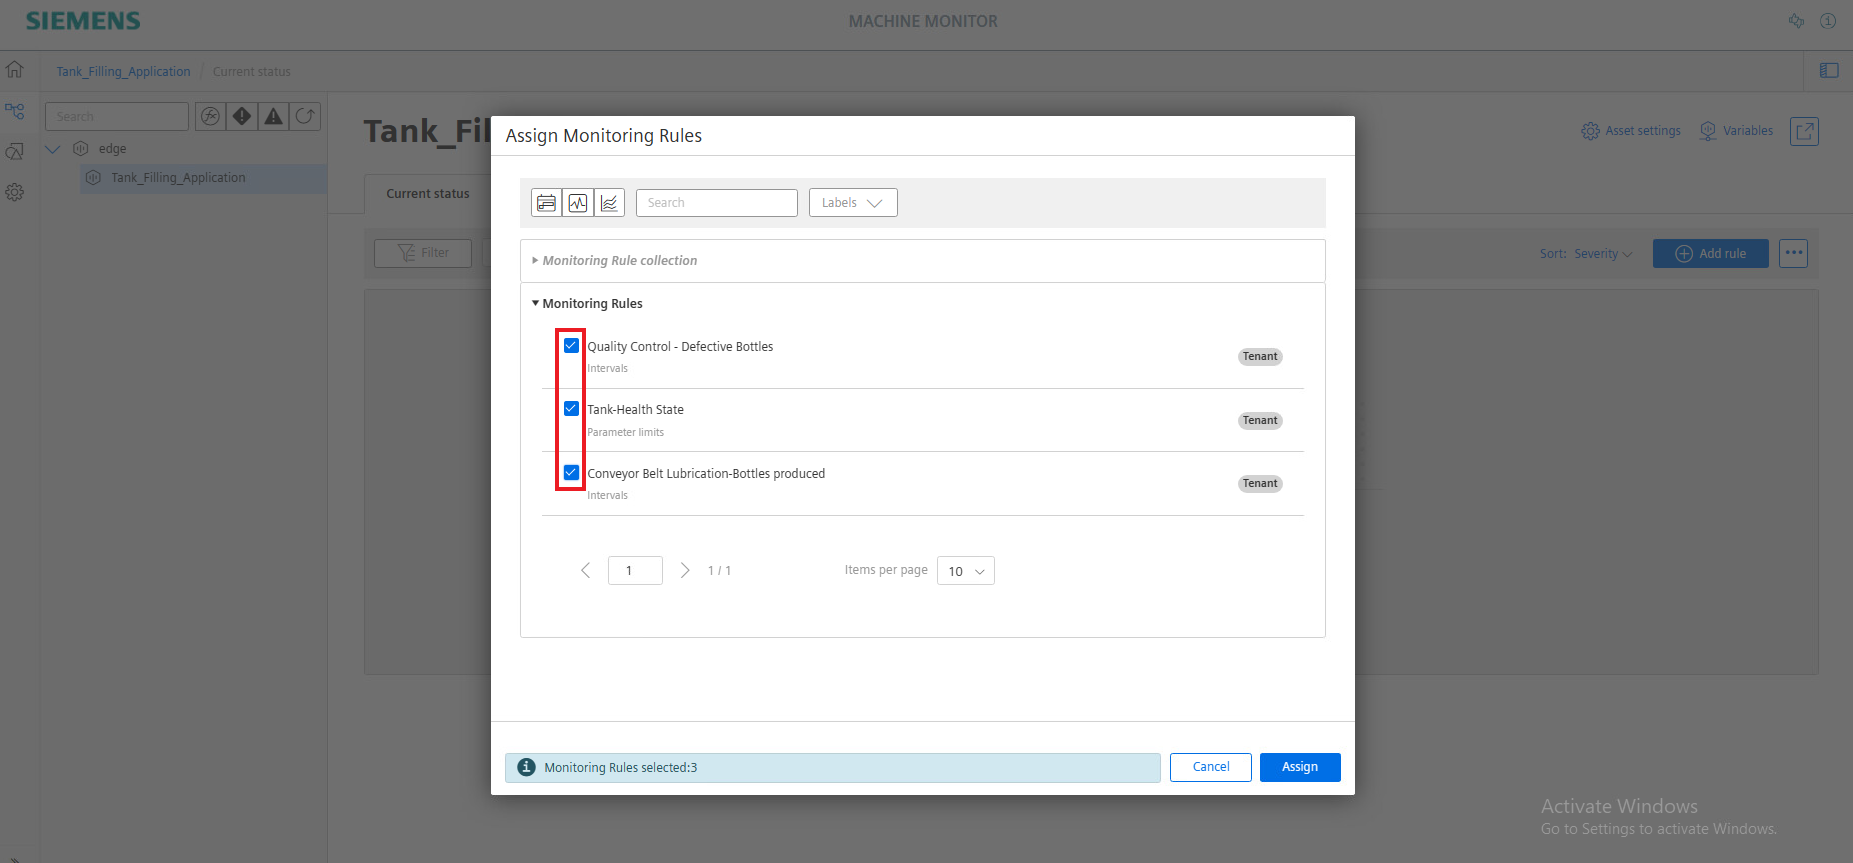 SIEMENS
MACHINE MONITOR
Tank_Filling_Application / Current status
Search
edge
Tank_Filling_Application
Tank_Fil
Asset settings
Variables
Current status
Filter
Sort: Severity
Add rule
Assign Monitoring Rules
Search
Labels
Monitoring Rule collection
Monitoring Rules
Quality Control - Defective Bottles
Intervals
Tenant
Tank-Health State
Parameter limits
Tenant
Conveyor Belt Lubrication-Bottles produced
Intervals
Tenant
1
1 / 1
Items per page
10
Monitoring Rules selected:3
Cancel
Assign
Activate Windows
Go to Settings to activate Windows.